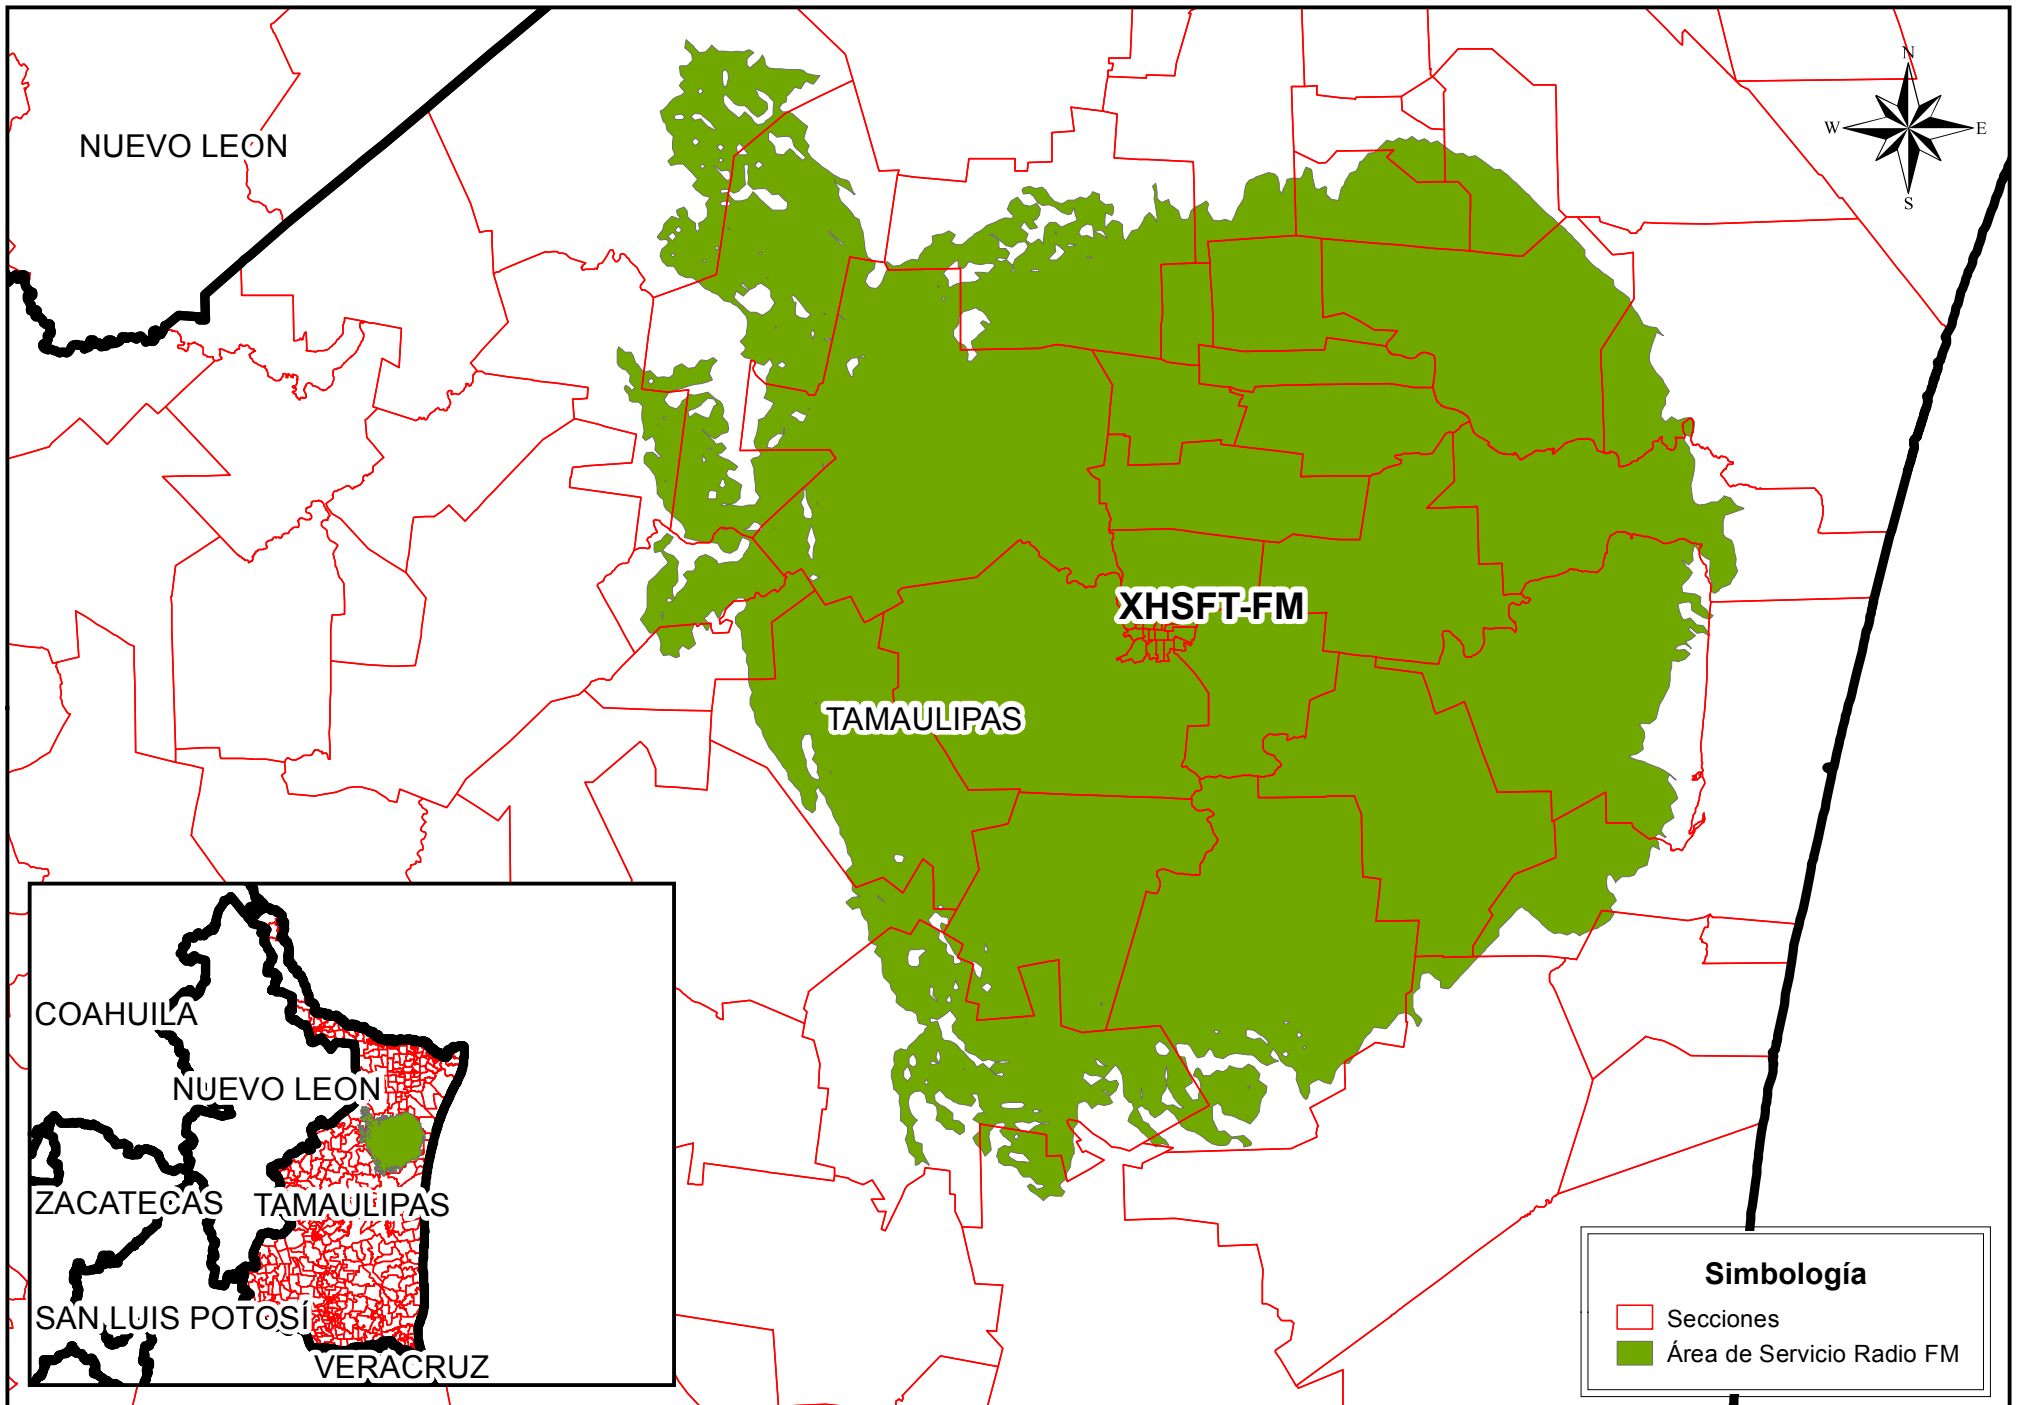 N
W
E
S
NUEVO LEON
XHSFT-FM
TAMAULIPAS
COAHUILA
NUEVO LEON
ZACATECAS
TAMAULIPAS
SAN LUIS POTOSÍ
VERACRUZ
Simbología
Secciones
Área de Servicio Radio FM